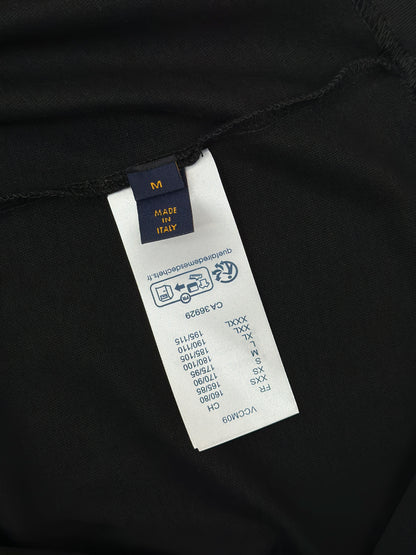 M
MADE
IN
ITALY
VCCM09
FR CH
XXS 160/80
XS 165/85
S 170/90
M 175/95
L 180/100
XL 185/105
XXL 190/110
XXXL 195/115
CA 36929
FR
quefairedemesdechets.fr